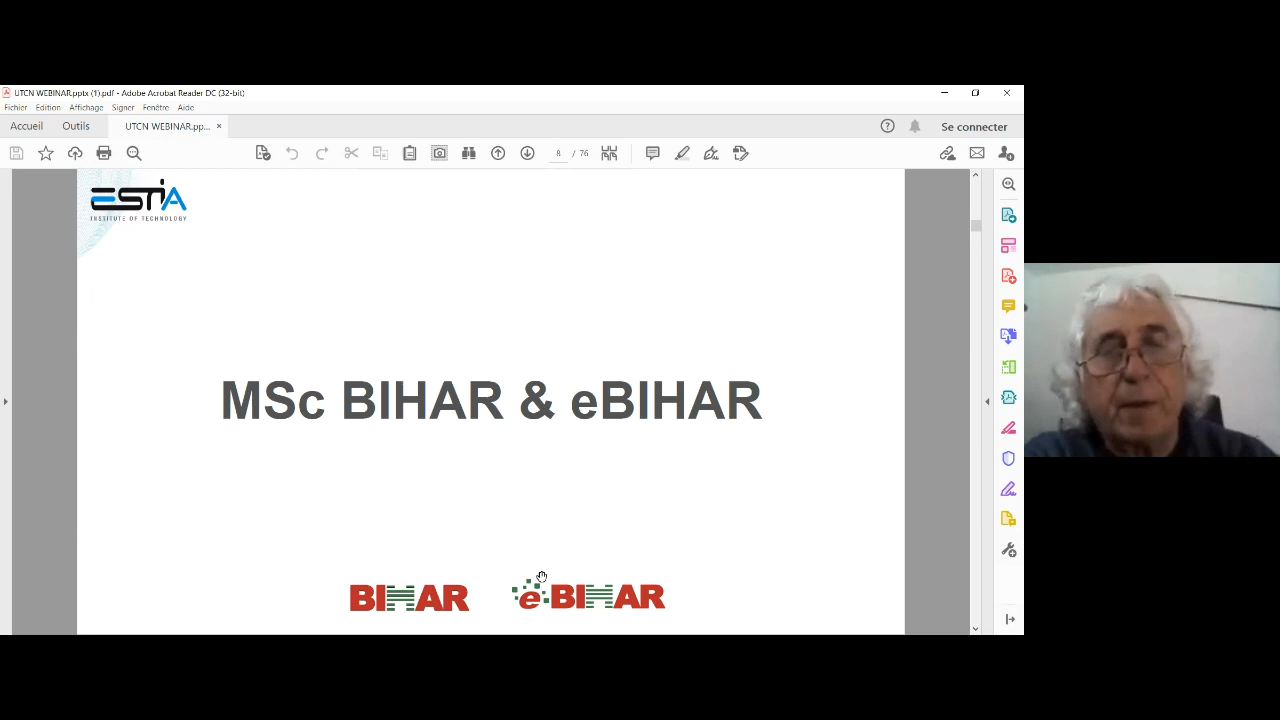 UTCN WEBINAR.pptx (1).pdf - Adobe Acrobat Reader DC (32-bit)
Fichier Edition Affichage Signer Fenêtre Aide
Accueil Outils UTCN WEBINAR.pp... × Se connecter
8 / 76
ESTIA
INSTITUTE OF TECHNOLOGY
MSc BIHAR & eBIHAR
BIHAR e-BIHAR